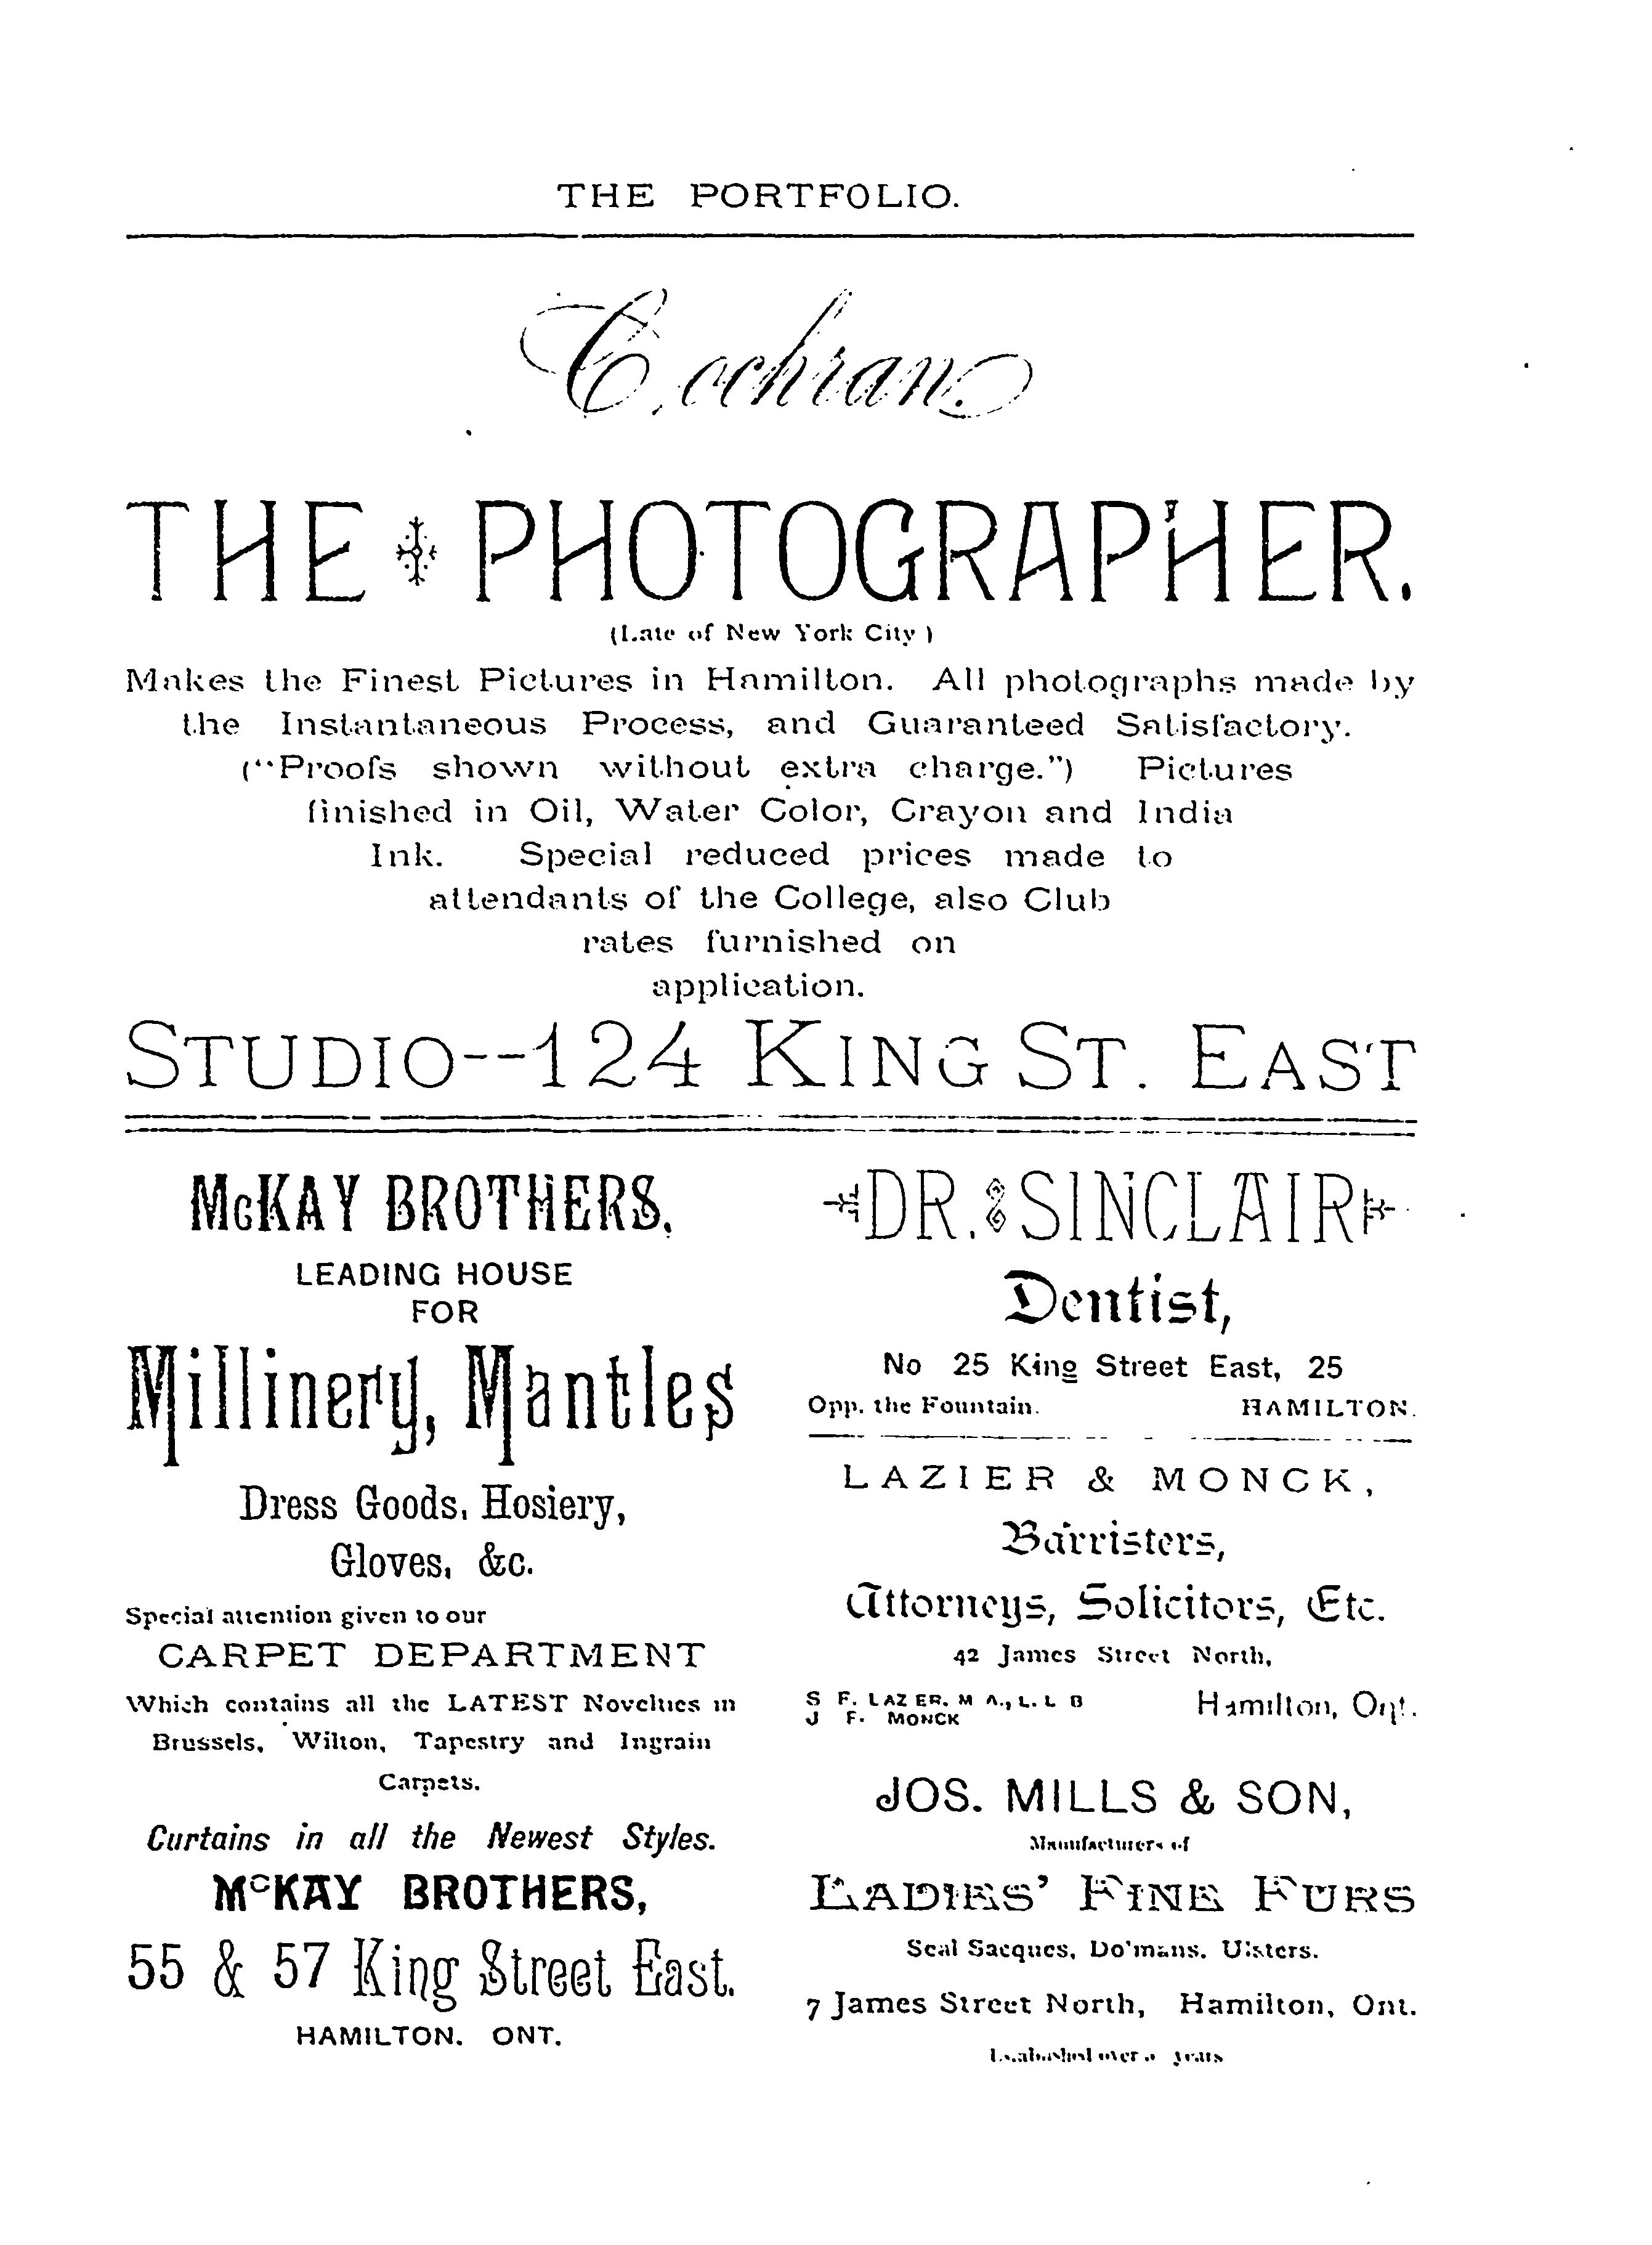 THE PORTFOLIO.
Cochran.
THE PHOTOGRAPHER.
(Late of New York City)
Makes the Finest Pictures in Hamilton. All photographs made by
the Instantaneous Process, and Guaranteed Satisfactory.
("Proofs shown without extra charge.") Pictures
finished in Oil, Water Color, Crayon and India
Ink. Special reduced prices made to
attendants of the College, also Club
rates furnished on
application.
STUDIO--124 KING ST. EAST
McKAY BROTHERS,
LEADING HOUSE
FOR
Millinery, Mantles
Dress Goods, Hosiery,
Gloves, &c.
Special attention given to our
CARPET DEPARTMENT
Which contains all the LATEST Novelties in
Brussels, Wilton, Tapestry and Ingrain
Carpets.
Curtains in all the Newest Styles.
McKAY BROTHERS,
55 & 57 King Street East.
HAMILTON. ONT.
DR. SINCLAIR
Dentist,
No 25 King Street East, 25
Opp. the Fountain. HAMILTON.
LAZIER & MONCK,
Barristers,
Attorneys, Solicitors, Etc.
42 James Street North,
S F. LAZIER. M A., L. L B
J F. MONCK
Hamilton, Ont.
JOS. MILLS & SON,
Manufacturers of
LADIES' FINE FURS
Seal Sacques, Dolmans. Ulsters.
7 James Street North, Hamilton, Ont.
Established over years